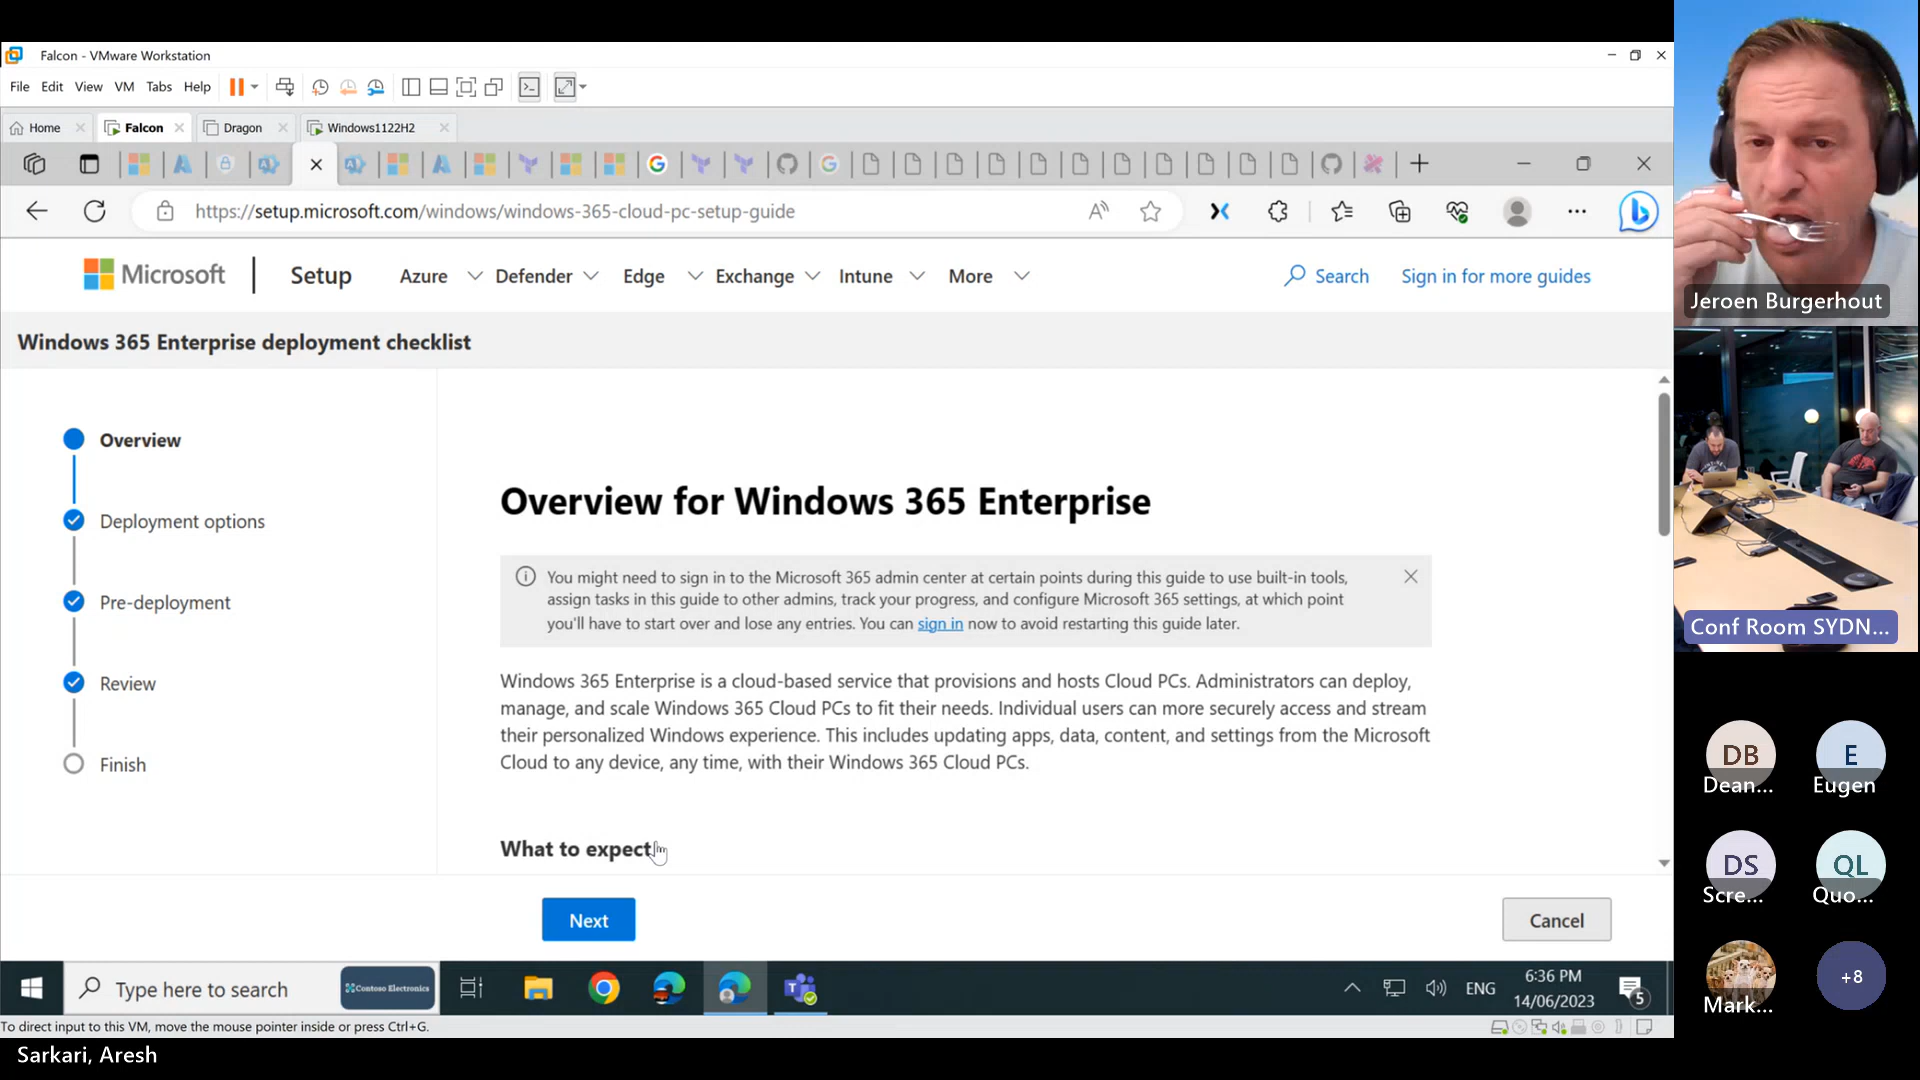 Falcon - VMware Workstation
File Edit View VM Tabs Help
Home Falcon Dragon Windows1122H2
https://setup.microsoft.com/windows/windows-365-cloud-pc-setup-guide
Microsoft Setup Azure Defender Edge Exchange Intune More Search Sign in for more guides
Windows 365 Enterprise deployment checklist
Overview
Deployment options
Pre-deployment
Review
Finish
Overview for Windows 365 Enterprise
You might need to sign in to the Microsoft 365 admin center at certain points during this guide to use built-in tools,
assign tasks in this guide to other admins, track your progress, and configure Microsoft 365 settings, at which point
you'll have to start over and lose any entries. You can sign in now to avoid restarting this guide later.
Windows 365 Enterprise is a cloud-based service that provisions and hosts Cloud PCs. Administrators can deploy,
manage, and scale Windows 365 Cloud PCs to fit their needs. Individual users can more securely access and stream
their personalized Windows experience. This includes updating apps, data, content, and settings from the Microsoft
Cloud to any device, any time, with their Windows 365 Cloud PCs.
What to expect
Next Cancel
Type here to search Contoso Electronics ENG 6:36 PM
14/06/2023
5
To direct input to this VM, move the mouse pointer inside or press Ctrl+G.
Sarkari, Aresh
Jeroen Burgerhout
Conf Room SYDN...
DB E
Dean... Eugen
DS QL
Scre... Quo...
Mark... +8